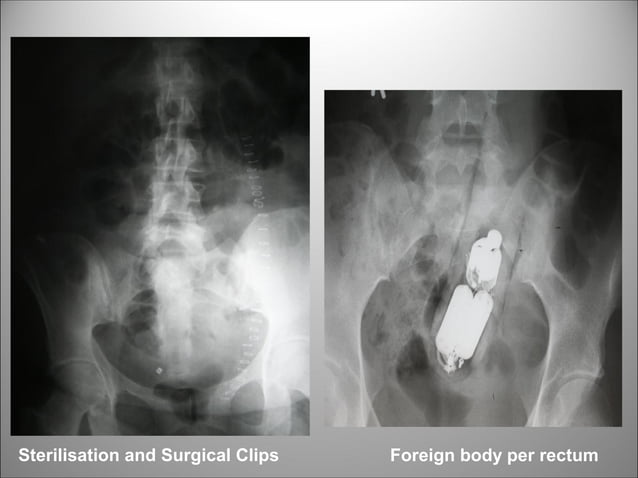 Sterilisation and Surgical Clips
Foreign body per rectum